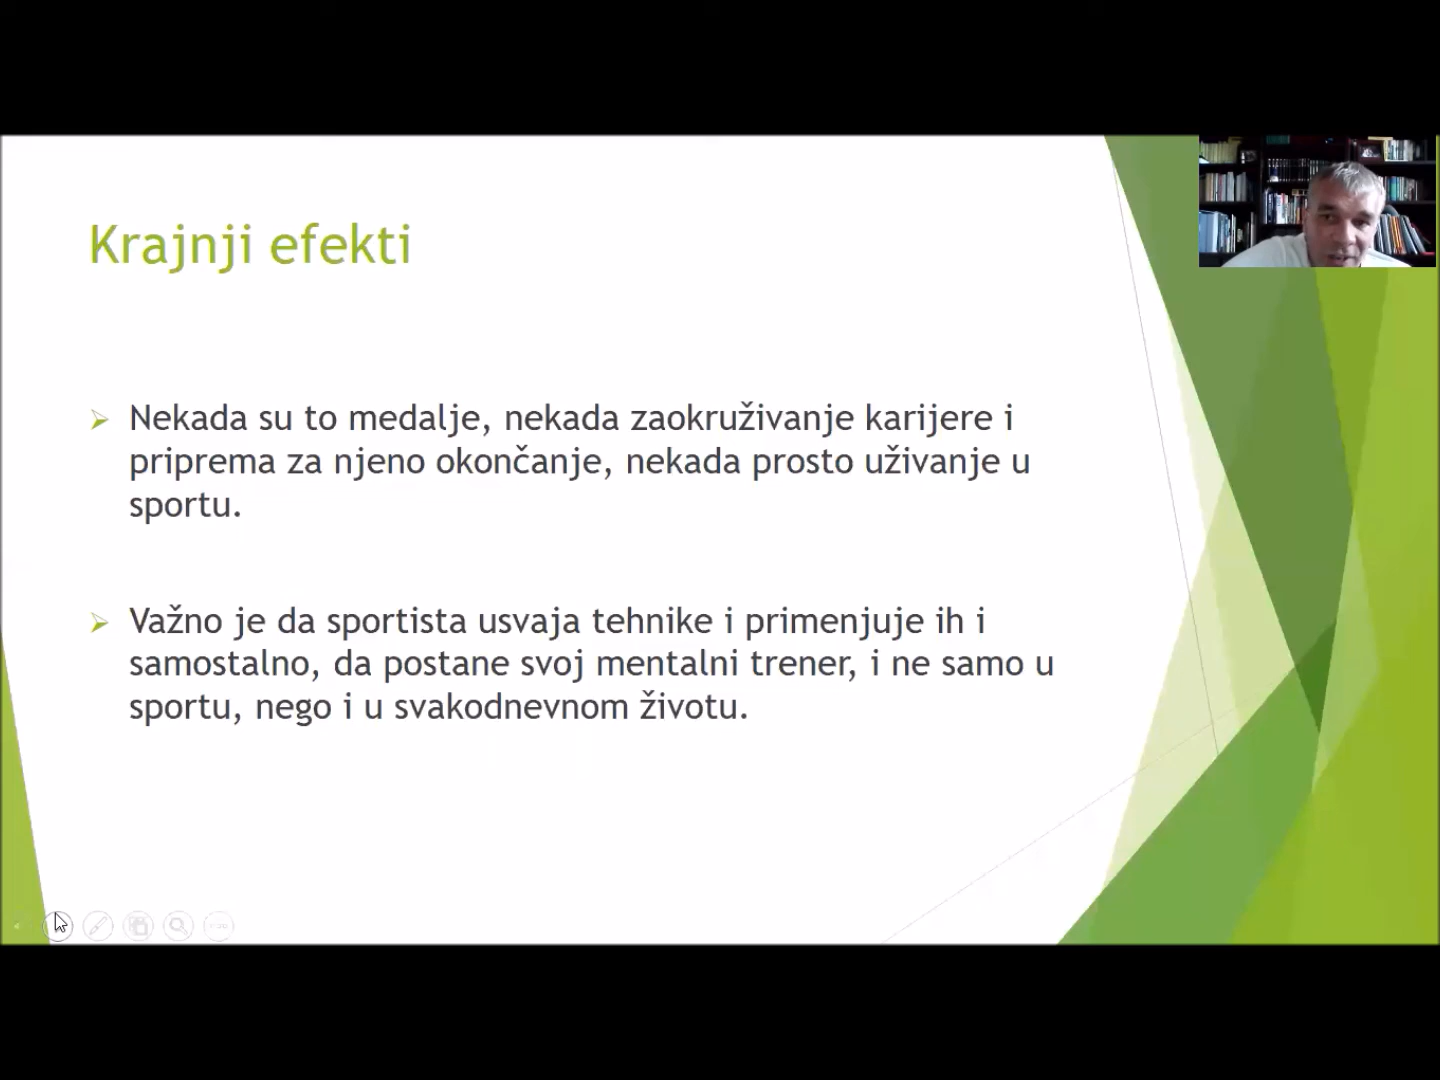 Krajnji efekti
Nekada su to medalje, nekada zaokruživanje karijere i
priprema za njeno okončanje, nekada prosto uživanje u
sportu.
Važno je da sportista usvaja tehnike i primenjuje ih i
samostalno, da postane svoj mentalni trener, i ne samo u
sportu, nego i u svakodnevnom životu.